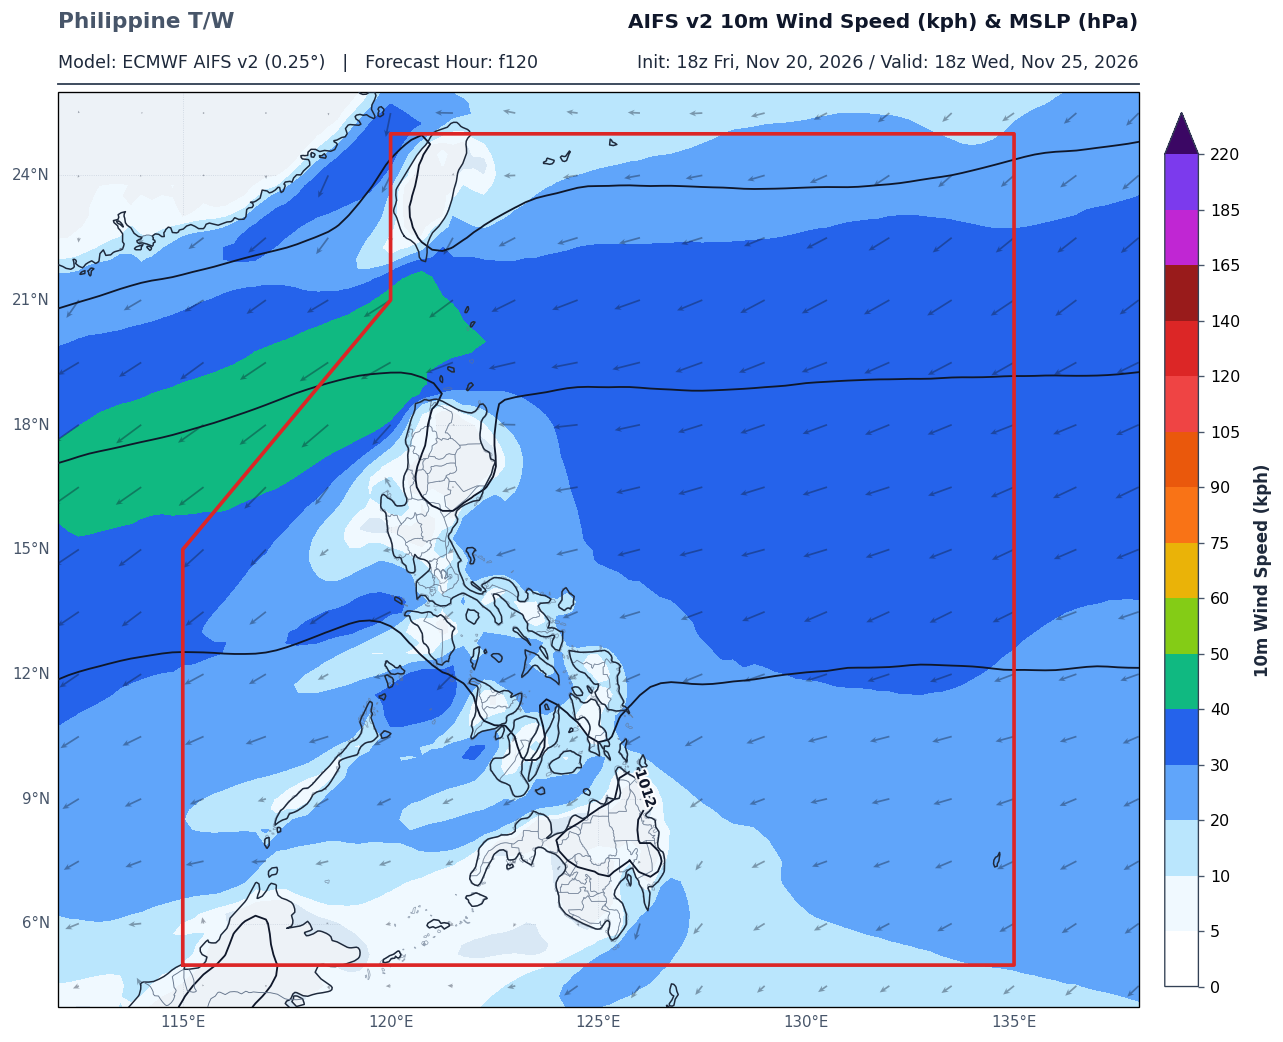 Philippine T/W
AIFS v2 10m Wind Speed (kph) & MSLP (hPa)
Model: ECMWF AIFS v2 (0.25°) | Forecast Hour: f120
Init: 18z Fri, Nov 20, 2026 / Valid: 18z Wed, Nov 25, 2026
24°N
21°N
18°N
15°N
12°N
9°N
6°N
1012
115°E
120°E
125°E
130°E
135°E
220
185
165
140
120
105
90
75
60
50
40
30
20
10
5
0
10m Wind Speed (kph)